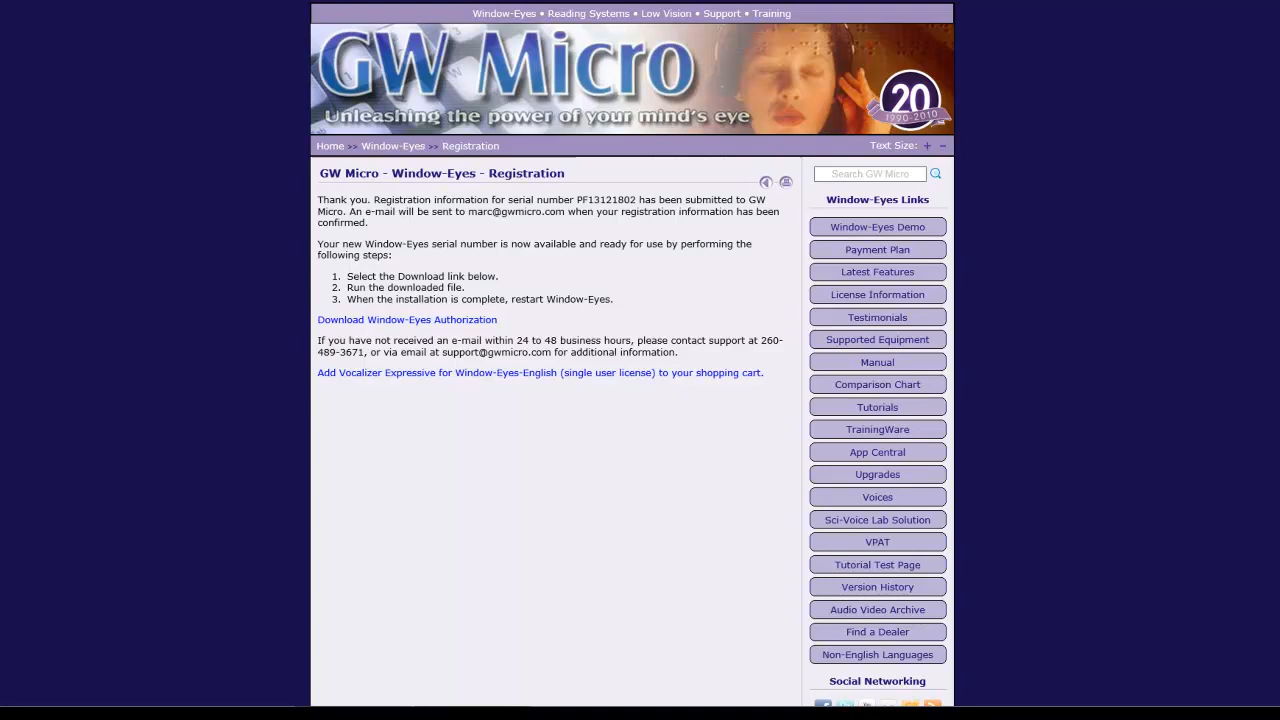 Window-Eyes • Reading Systems • Low Vision • Support • Training
GW Micro
Unleashing the power of your mind's eye
20
1990-2010
Home >> Window-Eyes >> Registration
Text Size: + −
GW Micro - Window-Eyes - Registration
Thank you. Registration information for serial number PF13121802 has been submitted to GW
Micro. An e-mail will be sent to marc@gwmicro.com when your registration information has been
confirmed.
Your new Window-Eyes serial number is now available and ready for use by performing the
following steps:
1. Select the Download link below.
2. Run the downloaded file.
3. When the installation is complete, restart Window-Eyes.
Download Window-Eyes Authorization
If you have not received an e-mail within 24 to 48 business hours, please contact support at 260-
489-3671, or via email at support@gwmicro.com for additional information.
Add Vocalizer Expressive for Window-Eyes-English (single user license) to your shopping cart.
Search GW Micro
Window-Eyes Links
Window-Eyes Demo
Payment Plan
Latest Features
License Information
Testimonials
Supported Equipment
Manual
Comparison Chart
Tutorials
TrainingWare
App Central
Upgrades
Voices
Sci-Voice Lab Solution
VPAT
Tutorial Test Page
Version History
Audio Video Archive
Find a Dealer
Non-English Languages
Social Networking